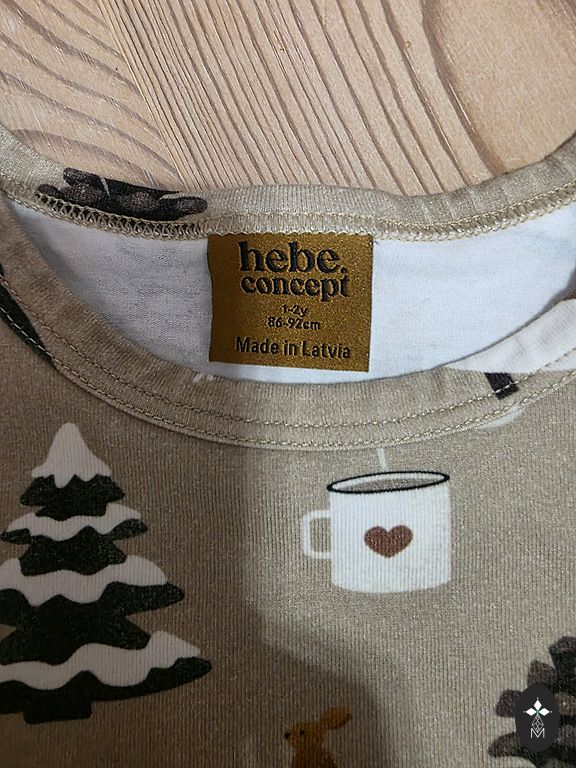 hebe.
concept
1-2y
86-92cm
Made in Latvia
M